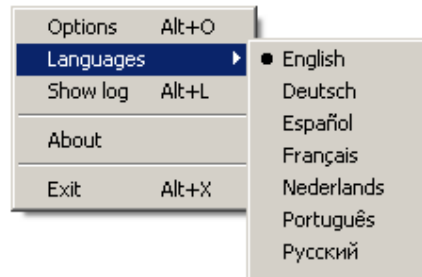 Options Alt+O
Languages
Show log Alt+L
About
Exit Alt+X
English
Deutsch
Español
Français
Nederlands
Português
Русский